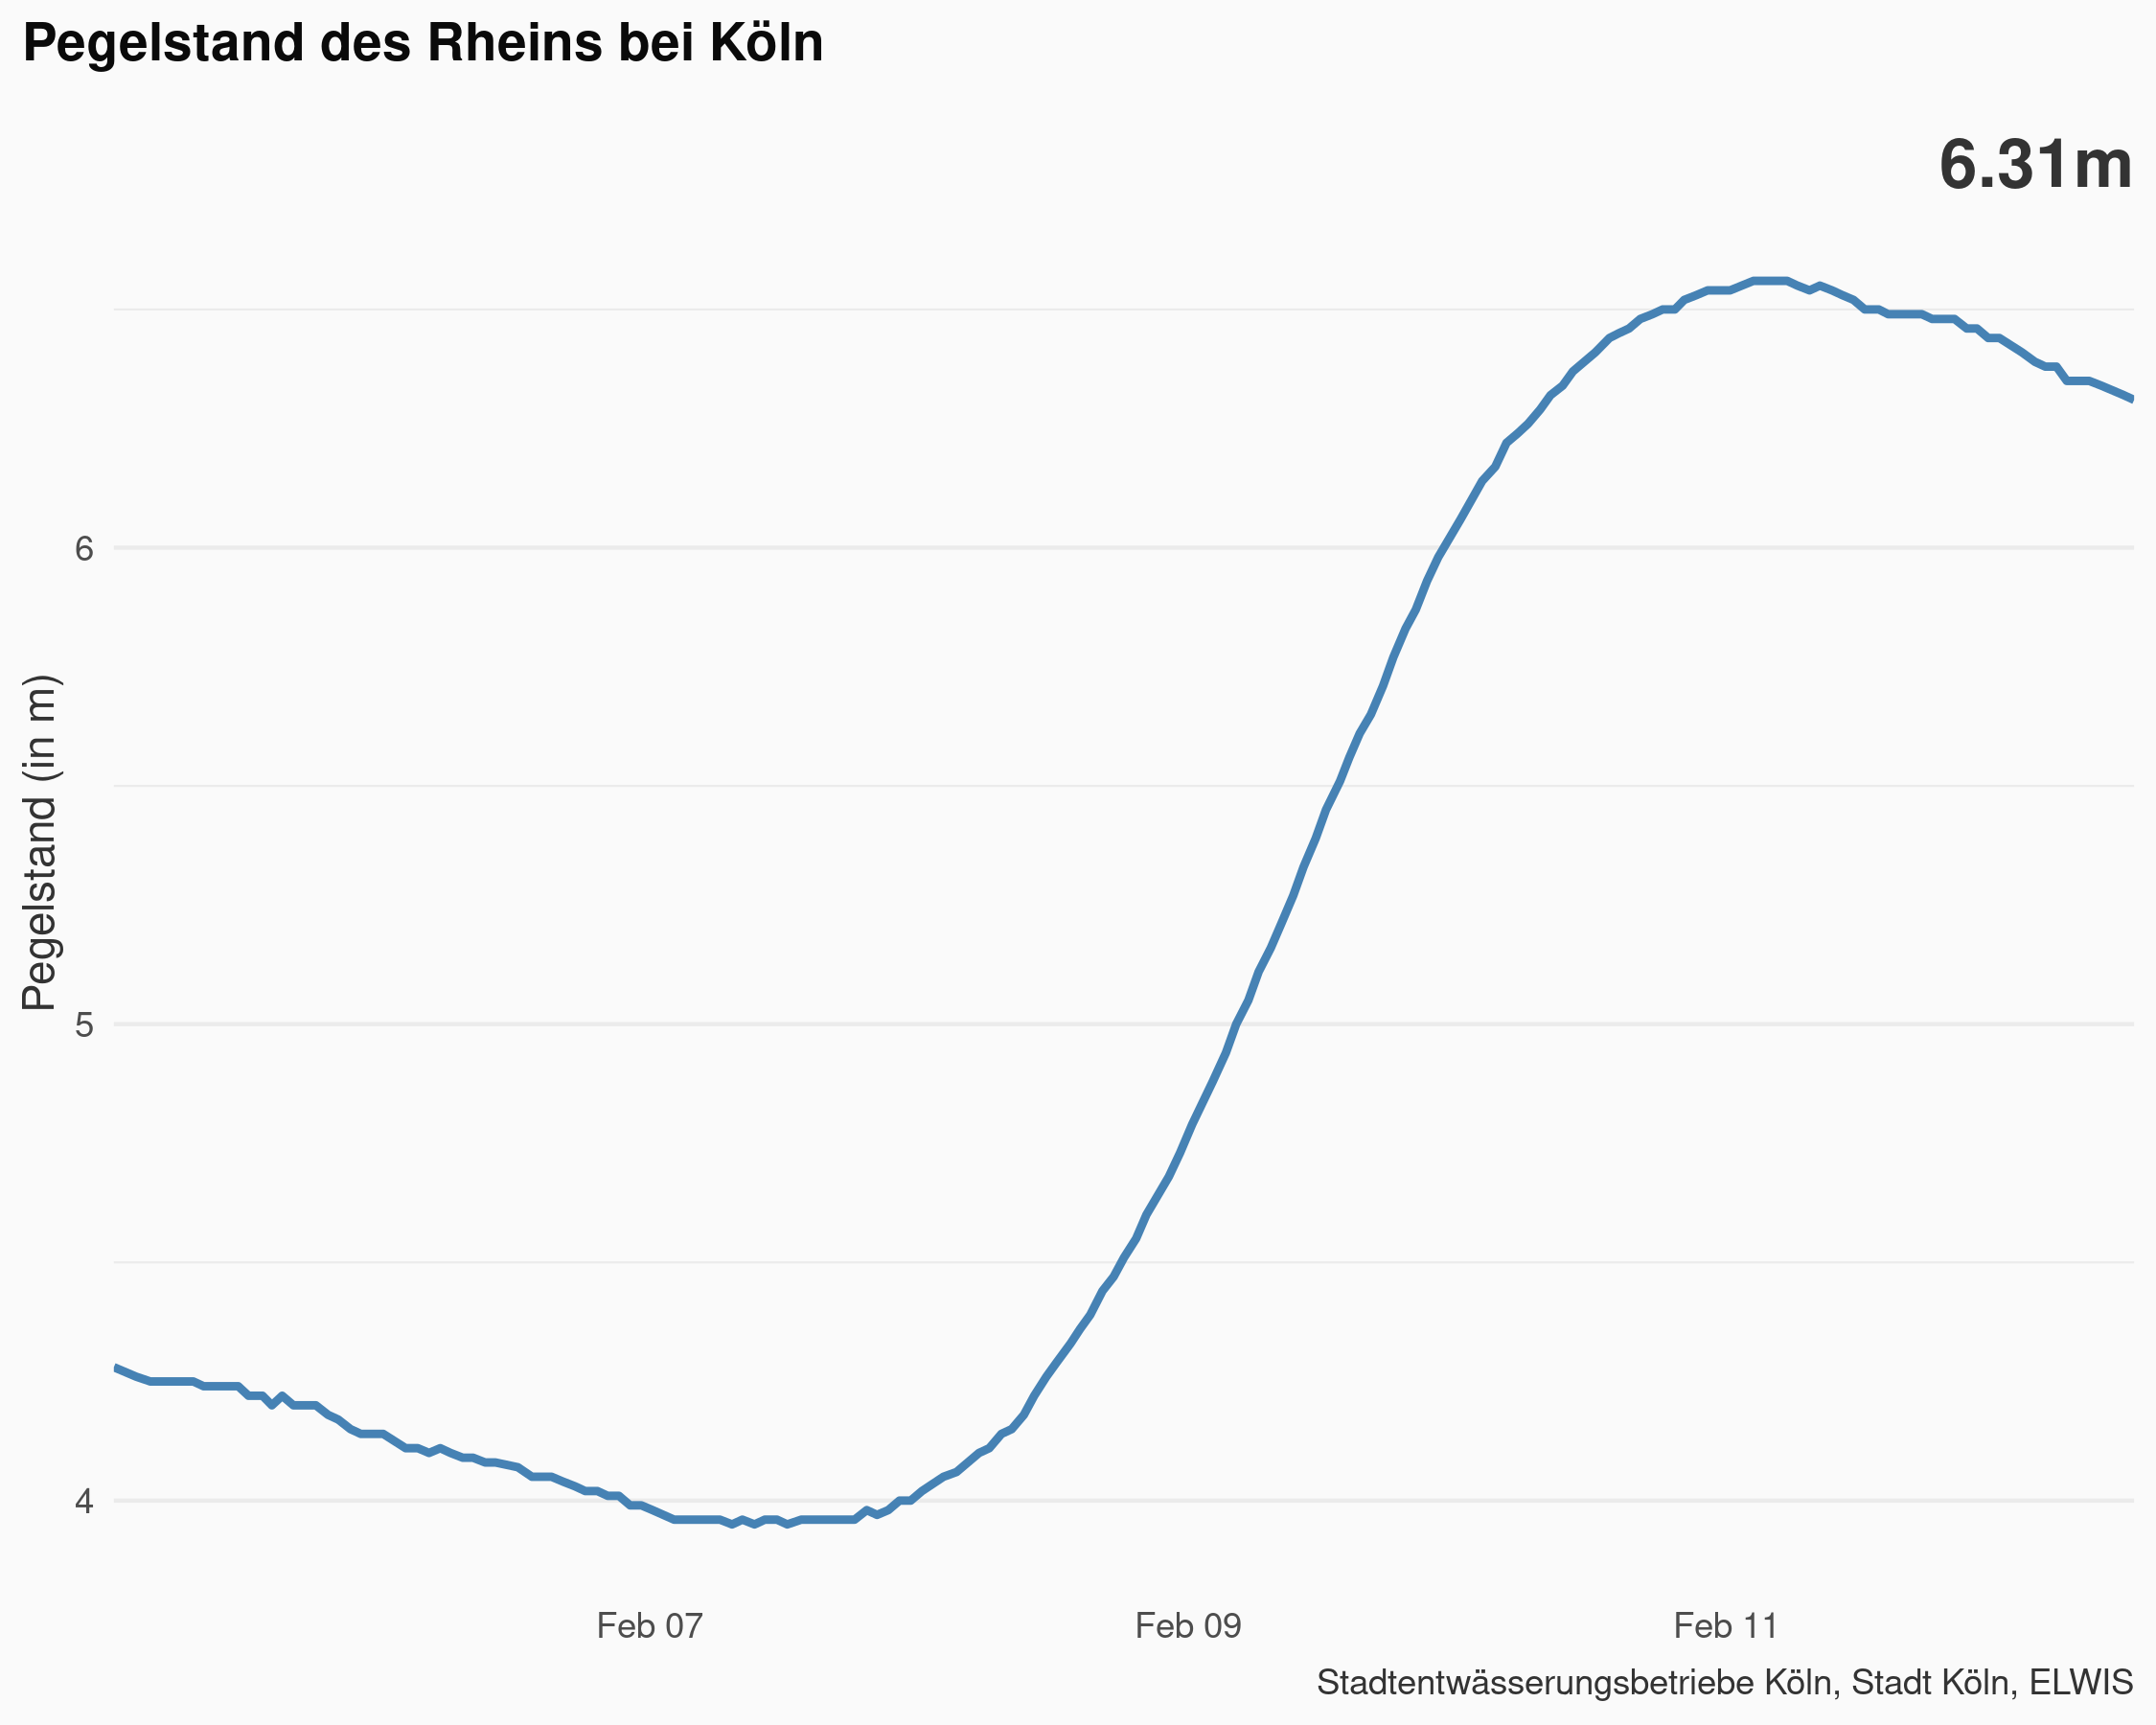 Pegelstand des Rheins bei Köln
6.31m
Pegelstand (in m)
6
5
4
Feb 07
Feb 09
Feb 11
Stadtentwässerungsbetriebe Köln, Stadt Köln, ELWIS